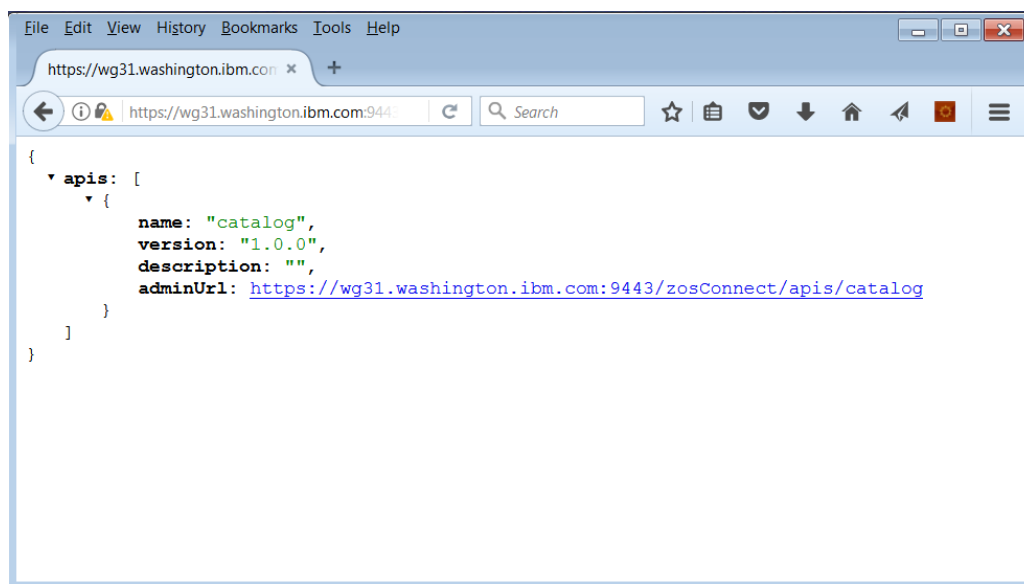 File Edit View History Bookmarks Tools Help
https://wg31.washington.ibm.com
https://wg31.washington.ibm.com:944
Search
{
apis: [
{
name: "catalog",
version: "1.0.0",
description: "",
adminUrl: https://wg31.washington.ibm.com:9443/zosConnect/apis/catalog
}
]
}